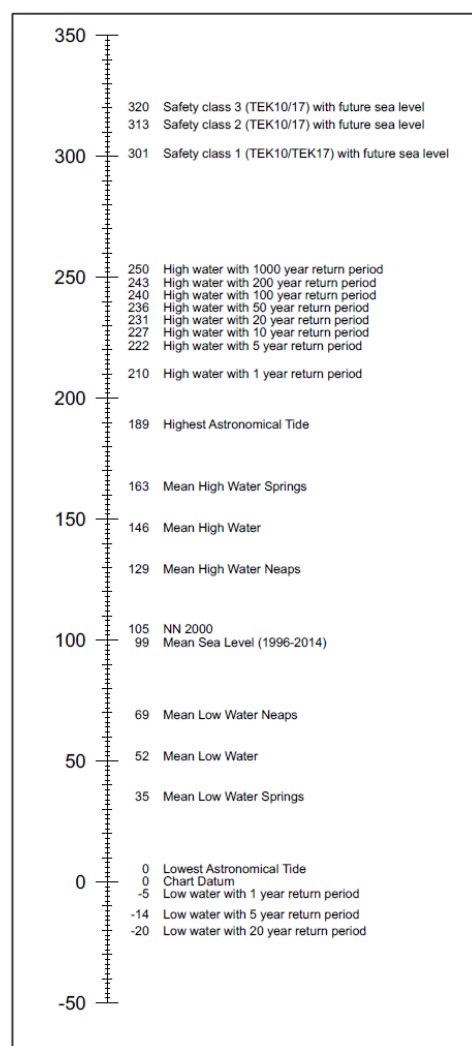 350
320 Safety class 3 (TEK10/17) with future sea level
313 Safety class 2 (TEK10/17) with future sea level
300
301 Safety class 1 (TEK10/TEK17) with future sea level
250
250 High water with 1000 year return period
243 High water with 200 year return period
240 High water with 100 year return period
236 High water with 50 year return period
231 High water with 20 year return period
227 High water with 10 year return period
222 High water with 5 year return period
210 High water with 1 year return period
200
189 Highest Astronomical Tide
163 Mean High Water Springs
150
146 Mean High Water
129 Mean High Water Neaps
105 NN 2000
100
99 Mean Sea Level (1996-2014)
69 Mean Low Water Neaps
52 Mean Low Water
50
35 Mean Low Water Springs
0 Lowest Astronomical Tide
0
0 Chart Datum
-5 Low water with 1 year return period
-14 Low water with 5 year return period
-20 Low water with 20 year return period
-50